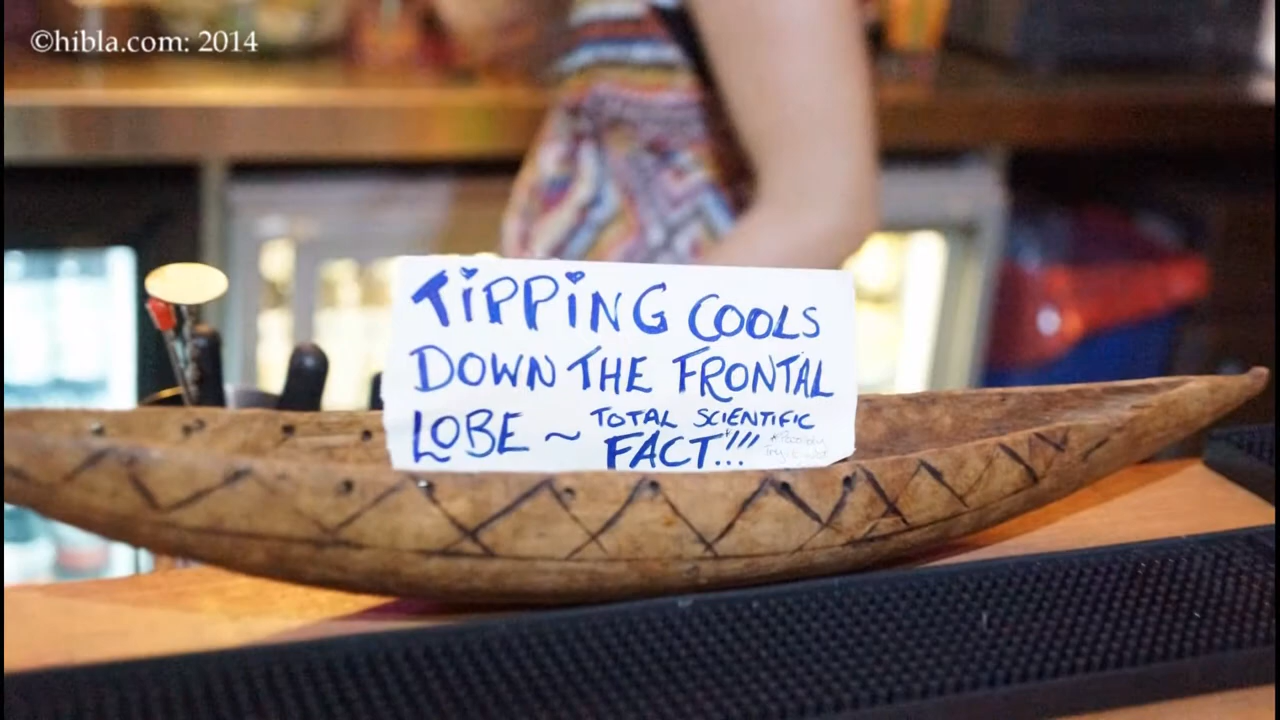 ©hibla.com: 2014
TiPPiNG COOLS
DOWN THE FRONTAL
LOBE ~ TOTAL SCIENTIFIC
FACT!!!...